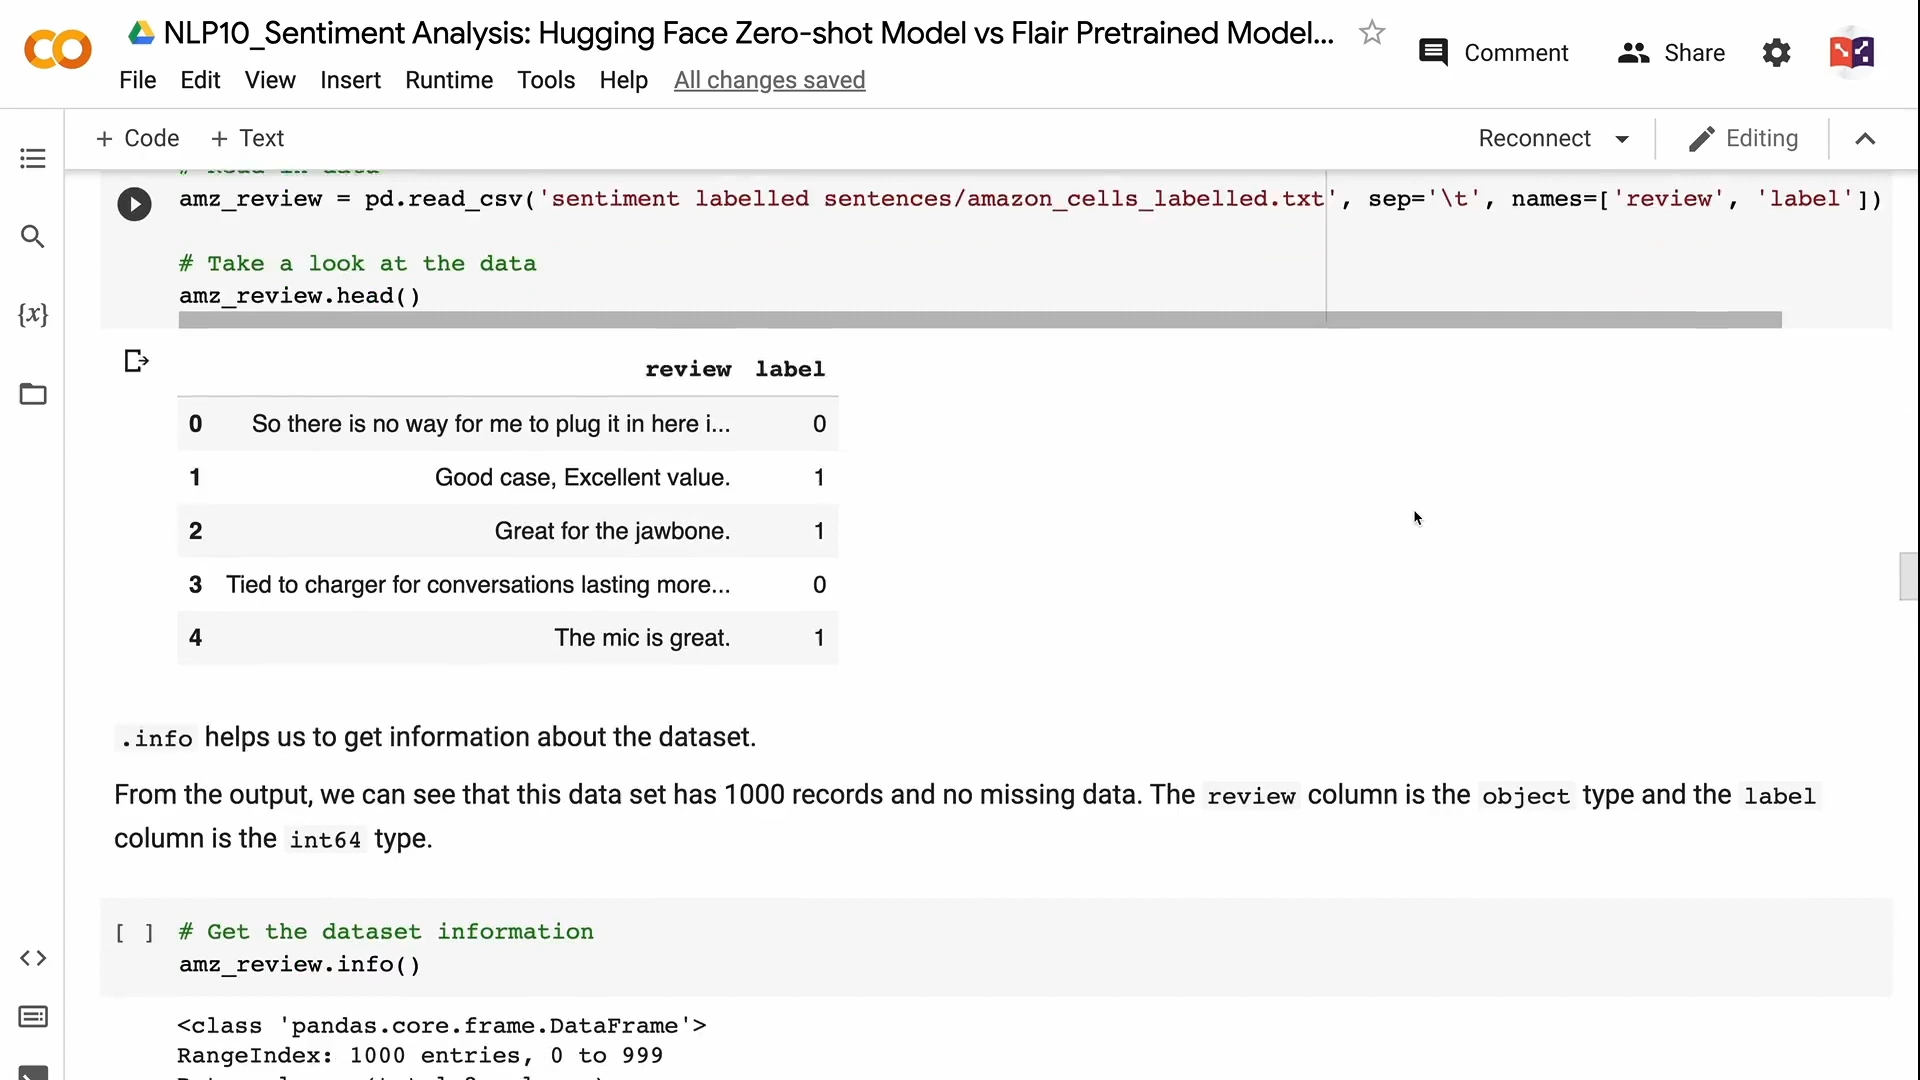 NLP10_Sentiment Analysis: Hugging Face Zero-shot Model vs Flair Pretrained Model...
Comment
Share
File Edit View Insert Runtime Tools Help All changes saved
+ Code + Text
Reconnect
Editing
# Read in data
amz_review = pd.read_csv('sentiment labelled sentences/amazon_cells_labelled.txt', sep='\t', names=['review', 'label'])
# Take a look at the data
amz_review.head()
review label
0 So there is no way for me to plug it in here i... 0
1 Good case, Excellent value. 1
2 Great for the jawbone. 1
3 Tied to charger for conversations lasting more... 0
4 The mic is great. 1
.info helps us to get information about the dataset.
From the output, we can see that this data set has 1000 records and no missing data. The review column is the object type and the label
column is the int64 type.
[ ] # Get the dataset information
amz_review.info()
<class 'pandas.core.frame.DataFrame'>
RangeIndex: 1000 entries, 0 to 999